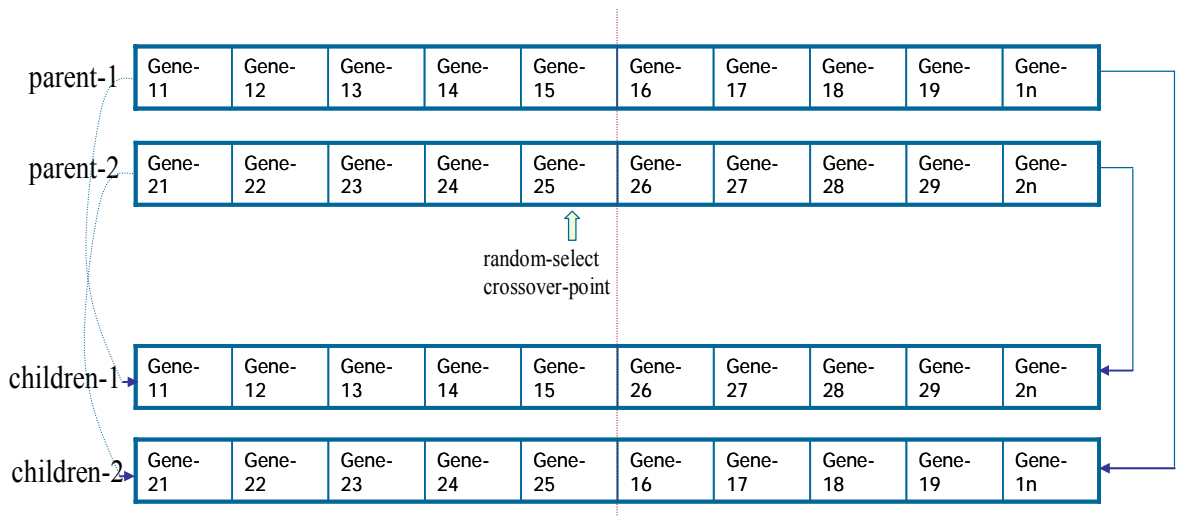 parent-1 Gene-11 Gene-12 Gene-13 Gene-14 Gene-15 Gene-16 Gene-17 Gene-18 Gene-19 Gene-1n
parent-2 Gene-21 Gene-22 Gene-23 Gene-24 Gene-25 Gene-26 Gene-27 Gene-28 Gene-29 Gene-2n
random-select
crossover-point
children-1 Gene-11 Gene-12 Gene-13 Gene-14 Gene-15 Gene-26 Gene-27 Gene-28 Gene-29 Gene-2n
children-2 Gene-21 Gene-22 Gene-23 Gene-24 Gene-25 Gene-16 Gene-17 Gene-18 Gene-19 Gene-1n